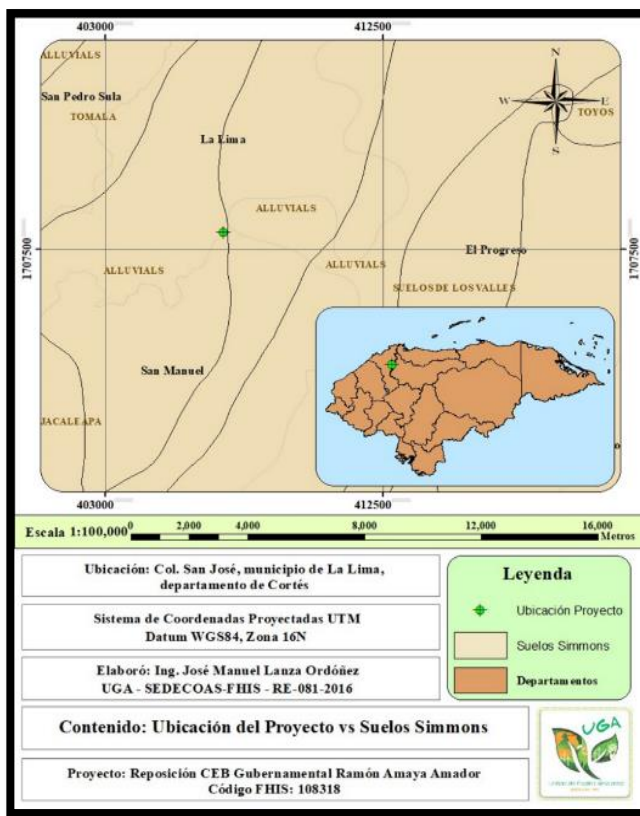 403000 412500
ALLUVIALS
San Pedro Sula
TOMALA
La Lima
N
W E
S
TOYOS
ALLUVIALS
1707500 1707500
El Progreso
ALLUVIALS ALLUVIALS
SUELOS DE LOS VALLES
San Manuel
JACALEAPA
403000 412500
Escala 1:100,000 0 2,000 4,000 8,000 12,000 16,000
Metros
Ubicación: Col. San José, municipio de La Lima,
departamento de Cortés
Sistema de Coordenadas Proyectadas UTM
Datum WGS84, Zona 16N
Elaboró: Ing. José Manuel Lanza Ordóñez
UGA - SEDECOAS-FHIS - RE-081-2016
Leyenda
Ubicación Proyecto
Suelos Simmons
Departamentos
Contenido: Ubicación del Proyecto vs Suelos Simmons
Proyecto: Reposición CEB Gubernamental Ramón Amaya Amador
Código FHIS: 108318
UGA